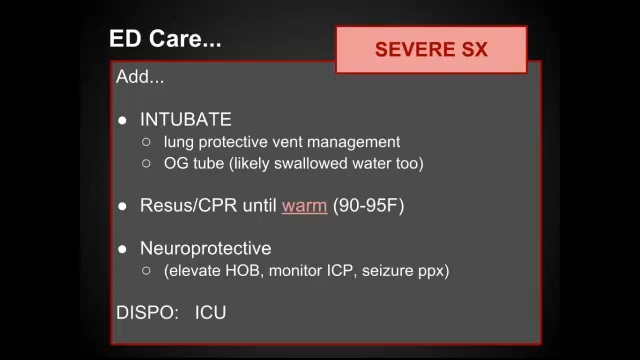 ED Care...
SEVERE SX
Add...
● INTUBATE
○ lung protective vent management
○ OG tube (likely swallowed water too)
● Resus/CPR until warm (90-95F)
● Neuroprotective
○ (elevate HOB, monitor ICP, seizure ppx)
DISPO: ICU